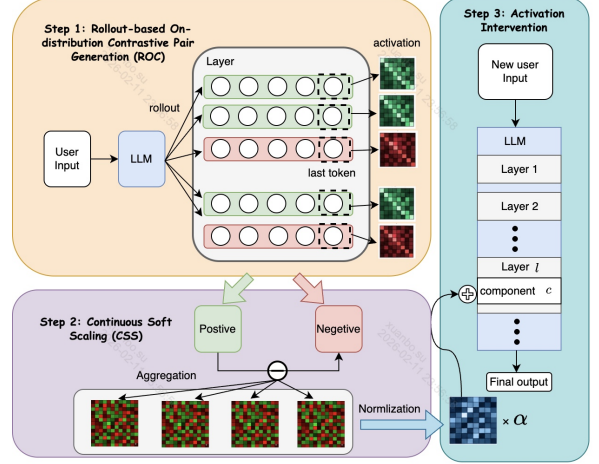 Step 1: Rollout-based On-
distribution Contrastive Pair
Generation (ROC)
User
Input
LLM
rollout
Layer
last token
activation
Step 2: Continuous Soft
Scaling (CSS)
Postive
Negetive
Aggregation
Normlization
Step 3: Activation
Intervention
New user
Input
LLM
Layer 1
Layer 2
Layer l
component c
Final output
× α